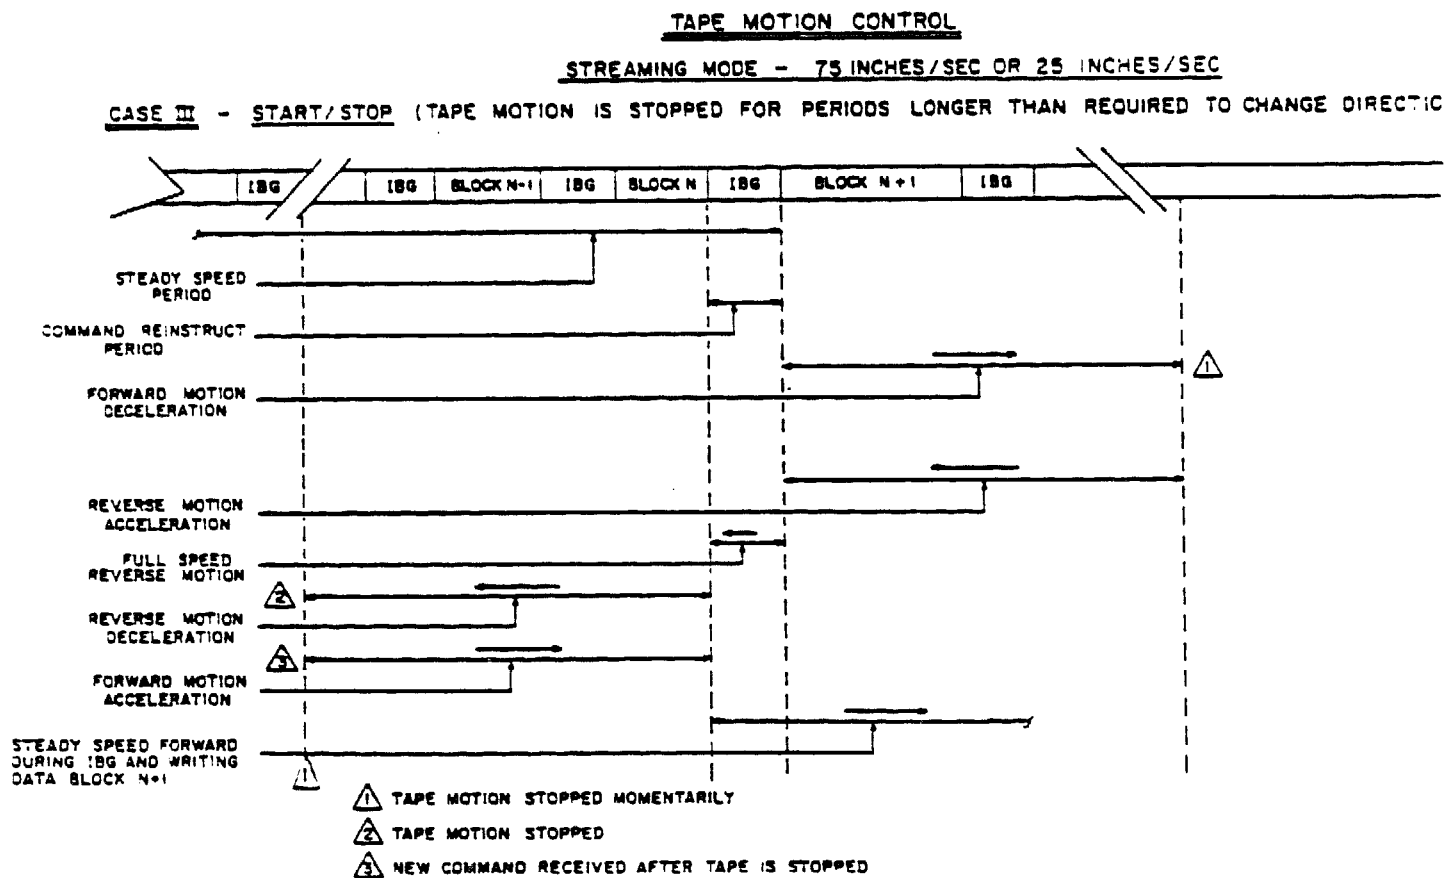 TAPE MOTION CONTROL
STREAMING MODE - 75 INCHES/SEC OR 25 INCHES/SEC
CASE III - START/STOP (TAPE MOTION IS STOPPED FOR PERIODS LONGER THAN REQUIRED TO CHANGE DIRECTIC
IBG IBG BLOCK N-1 IBG BLOCK N IBG BLOCK N+1 IBG
STEADY SPEED
PERIOD
COMMAND REINSTRUCT
PERIOD
1
FORWARD MOTION
DECELERATION
REVERSE MOTION
ACCELERATION
FULL SPEED
REVERSE MOTION
2
REVERSE MOTION
DECELERATION
3
FORWARD MOTION
ACCELERATION
STEADY SPEED FORWARD
DURING IBG AND WRITING
DATA BLOCK N+1
1
1 TAPE MOTION STOPPED MOMENTARILY
2 TAPE MOTION STOPPED
3 NEW COMMAND RECEIVED AFTER TAPE IS STOPPED